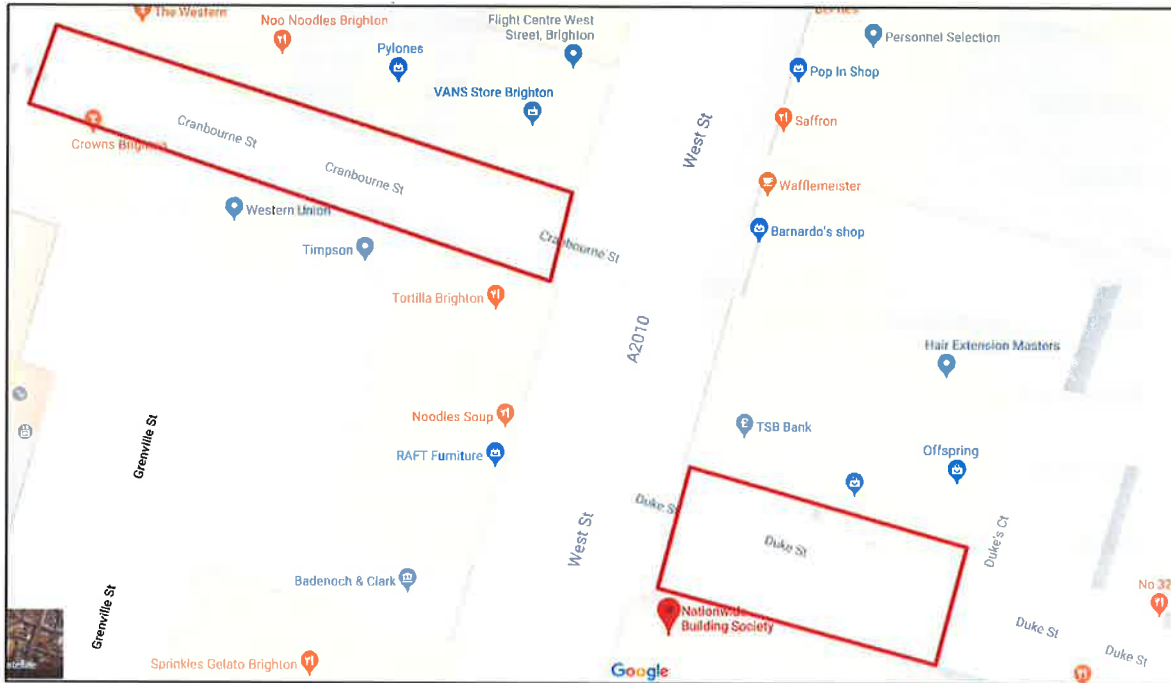 The Western
Noo Noodles Brighton
Flight Centre West
Street, Brighton
Pylones
VANS Store Brighton
Personnel Selection
Pop In Shop
Saffron
Cranbourne St
Crowns Brighton
Cranbourne St
West St
Wafflemeister
Western Union
Barnardo's shop
Timpson
Cranbourne St
Tortilla Brighton
A2010
Hair Extension Masters
Noodles Soup
TSB Bank
Grenville St
RAFT Furniture
Offspring
Duke St
West St
Duke St
Duke's Ct
Badenoch & Clark
No 32
Grenville St
Nationwide
Building Society
Duke St
Duke St
Sprinkles Gelato Brighton
Google